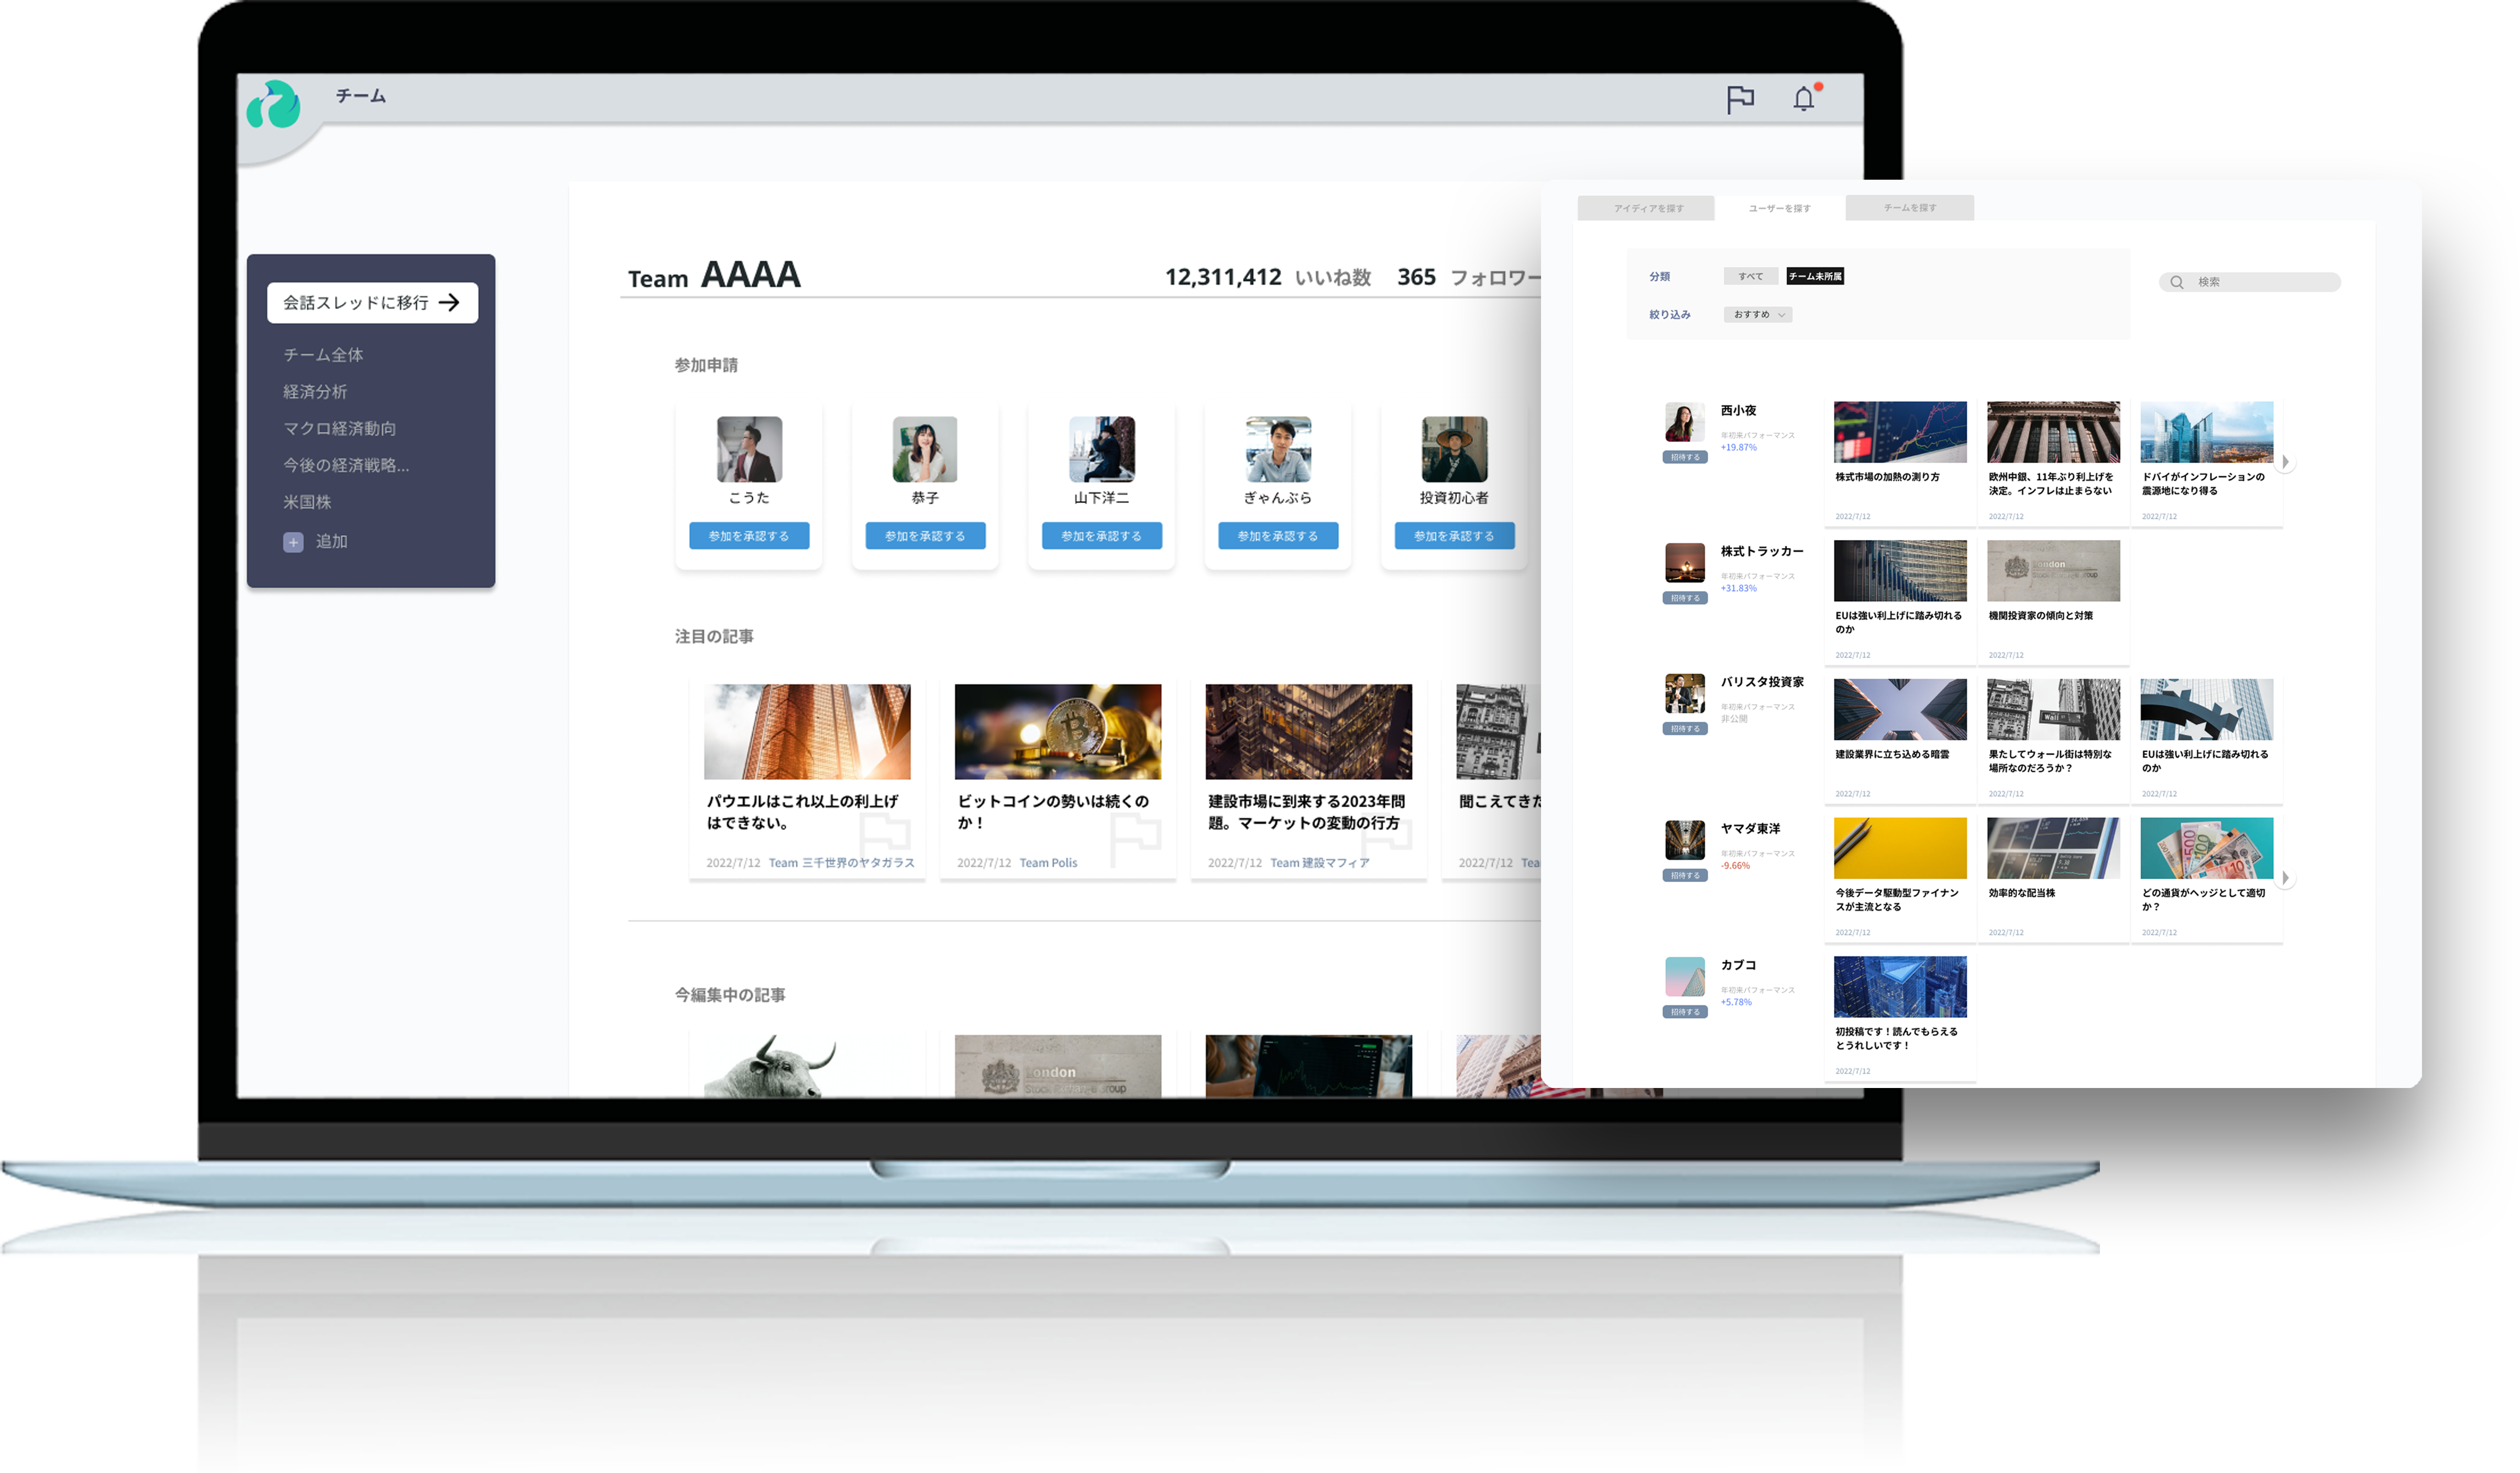 チーム
会話スレッドに移行
チーム全体
経済分析
マクロ経済動向
今後の経済戦略...
米国株
追加
Team AAAA
12,311,412 いいね数 365 フォロワー
参加申請
こうた
参加を承認する
恭子
参加を承認する
山下洋二
参加を承認する
ぎゃんぶら
参加を承認する
投資初心者
参加を承認する
注目の記事
パウエルはこれ以上の利上げ
はできない。
2022/7/12 Team 三千世界のヤタガラス
ビットコインの勢いは続くの
か！
2022/7/12 Team Polis
建設市場に到来する2023年問
題。マーケットの変動の行方
2022/7/12 Team 建設マフィア
聞こえてきた
2022/7/12
今編集中の記事
London
Stock Exchange Group
アイディアを探す
ユーザーを探す
チームを探す
分類
すべて
チーム未所属
絞り込み
おすすめ
検索
西小夜
年初来パフォーマンス
+19.87%
招待する
株式市場の加熱の測り方
2022/7/12
欧州中銀、11年ぶり利上げを
決定。インフレは止まらない
2022/7/12
ドバイがインフレーションの
震源地になり得る
2022/7/12
株式トラッカー
年初来パフォーマンス
+31.83%
招待する
EUは強い利上げに踏み切れる
のか
2022/7/12
London
機関投資家の傾向と対策
2022/7/12
バリスタ投資家
年初来パフォーマンス
非公開
招待する
建設業界に立ち込める暗雲
2022/7/12
Wall
果たしてウォール街は特別な
場所なのだろうか？
2022/7/12
EUは強い利上げに踏み切れる
のか
2022/7/12
ヤマダ東洋
年初来パフォーマンス
-9.66%
招待する
今後データ駆動型ファイナン
スが主流となる
2022/7/12
効率的な配当株
2022/7/12
どの通貨がヘッジとして適切
か？
2022/7/12
カブコ
年初来パフォーマンス
+5.78%
招待する
初投稿です！読んでもらえる
とうれしいです！
2022/7/12